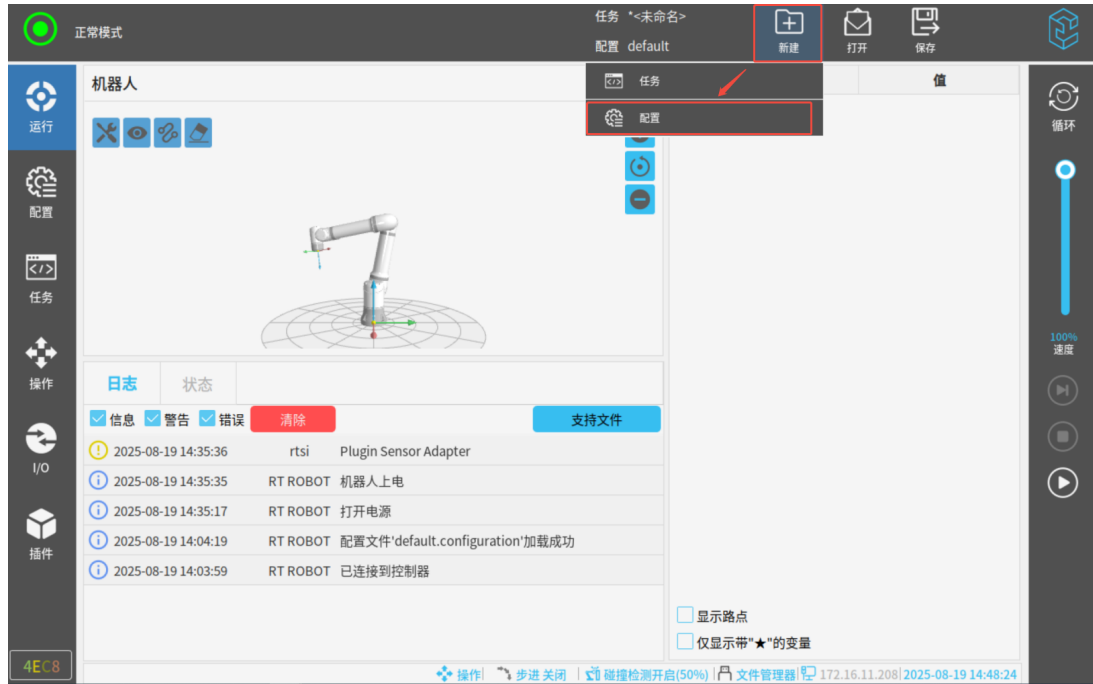 正常模式
任务 *<未命名>
配置 default
新建
打开
保存
任务
配置
运行
配置
任务
操作
I/O
插件
4EC8
机器人
值
循环
100%
速度
日志 状态
信息 警告 错误 清除 支持文件
2025-08-19 14:35:36 rtsi Plugin Sensor Adapter
2025-08-19 14:35:35 RT ROBOT 机器人上电
2025-08-19 14:35:17 RT ROBOT 打开电源
2025-08-19 14:04:19 RT ROBOT 配置文件'default.configuration'加载成功
2025-08-19 14:03:59 RT ROBOT 已连接到控制器
显示路点
仅显示带"★"的变量
操作 步进 关闭 碰撞检测开启(50%) 文件管理器 172.16.11.208 2025-08-19 14:48:24